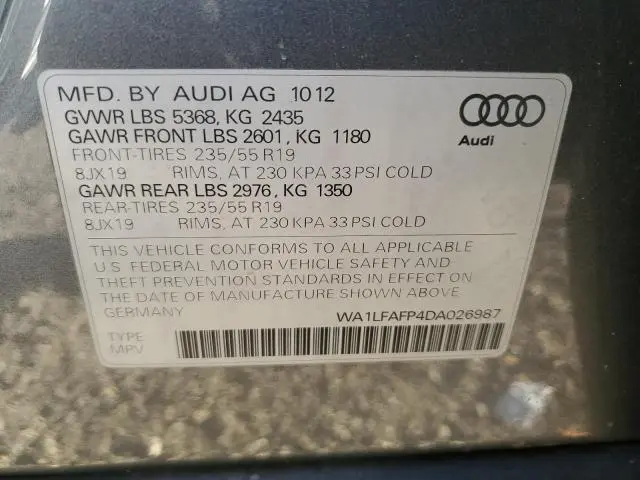 MFD. BY AUDI AG 10 12
GVWR LBS 5368, KG 2435
GAWR FRONT LBS 2601, KG 1180
FRONT-TIRES 235/55 R19
8JX19 RIMS, AT 230 KPA 33 PSI COLD
GAWR REAR LBS 2976, KG 1350
REAR-TIRES 235/55 R19
8JX19 RIMS, AT 230 KPA 33 PSI COLD
Audi
THIS VEHICLE CONFORMS TO ALL APPLICABLE
U.S. FEDERAL MOTOR VEHICLE SAFETY AND
THEFT PREVENTION STANDARDS IN EFFECT ON
THE DATE OF MANUFACTURE SHOWN ABOVE
GERMANY
WA1LFAFP4DA026987
TYPE
MPV